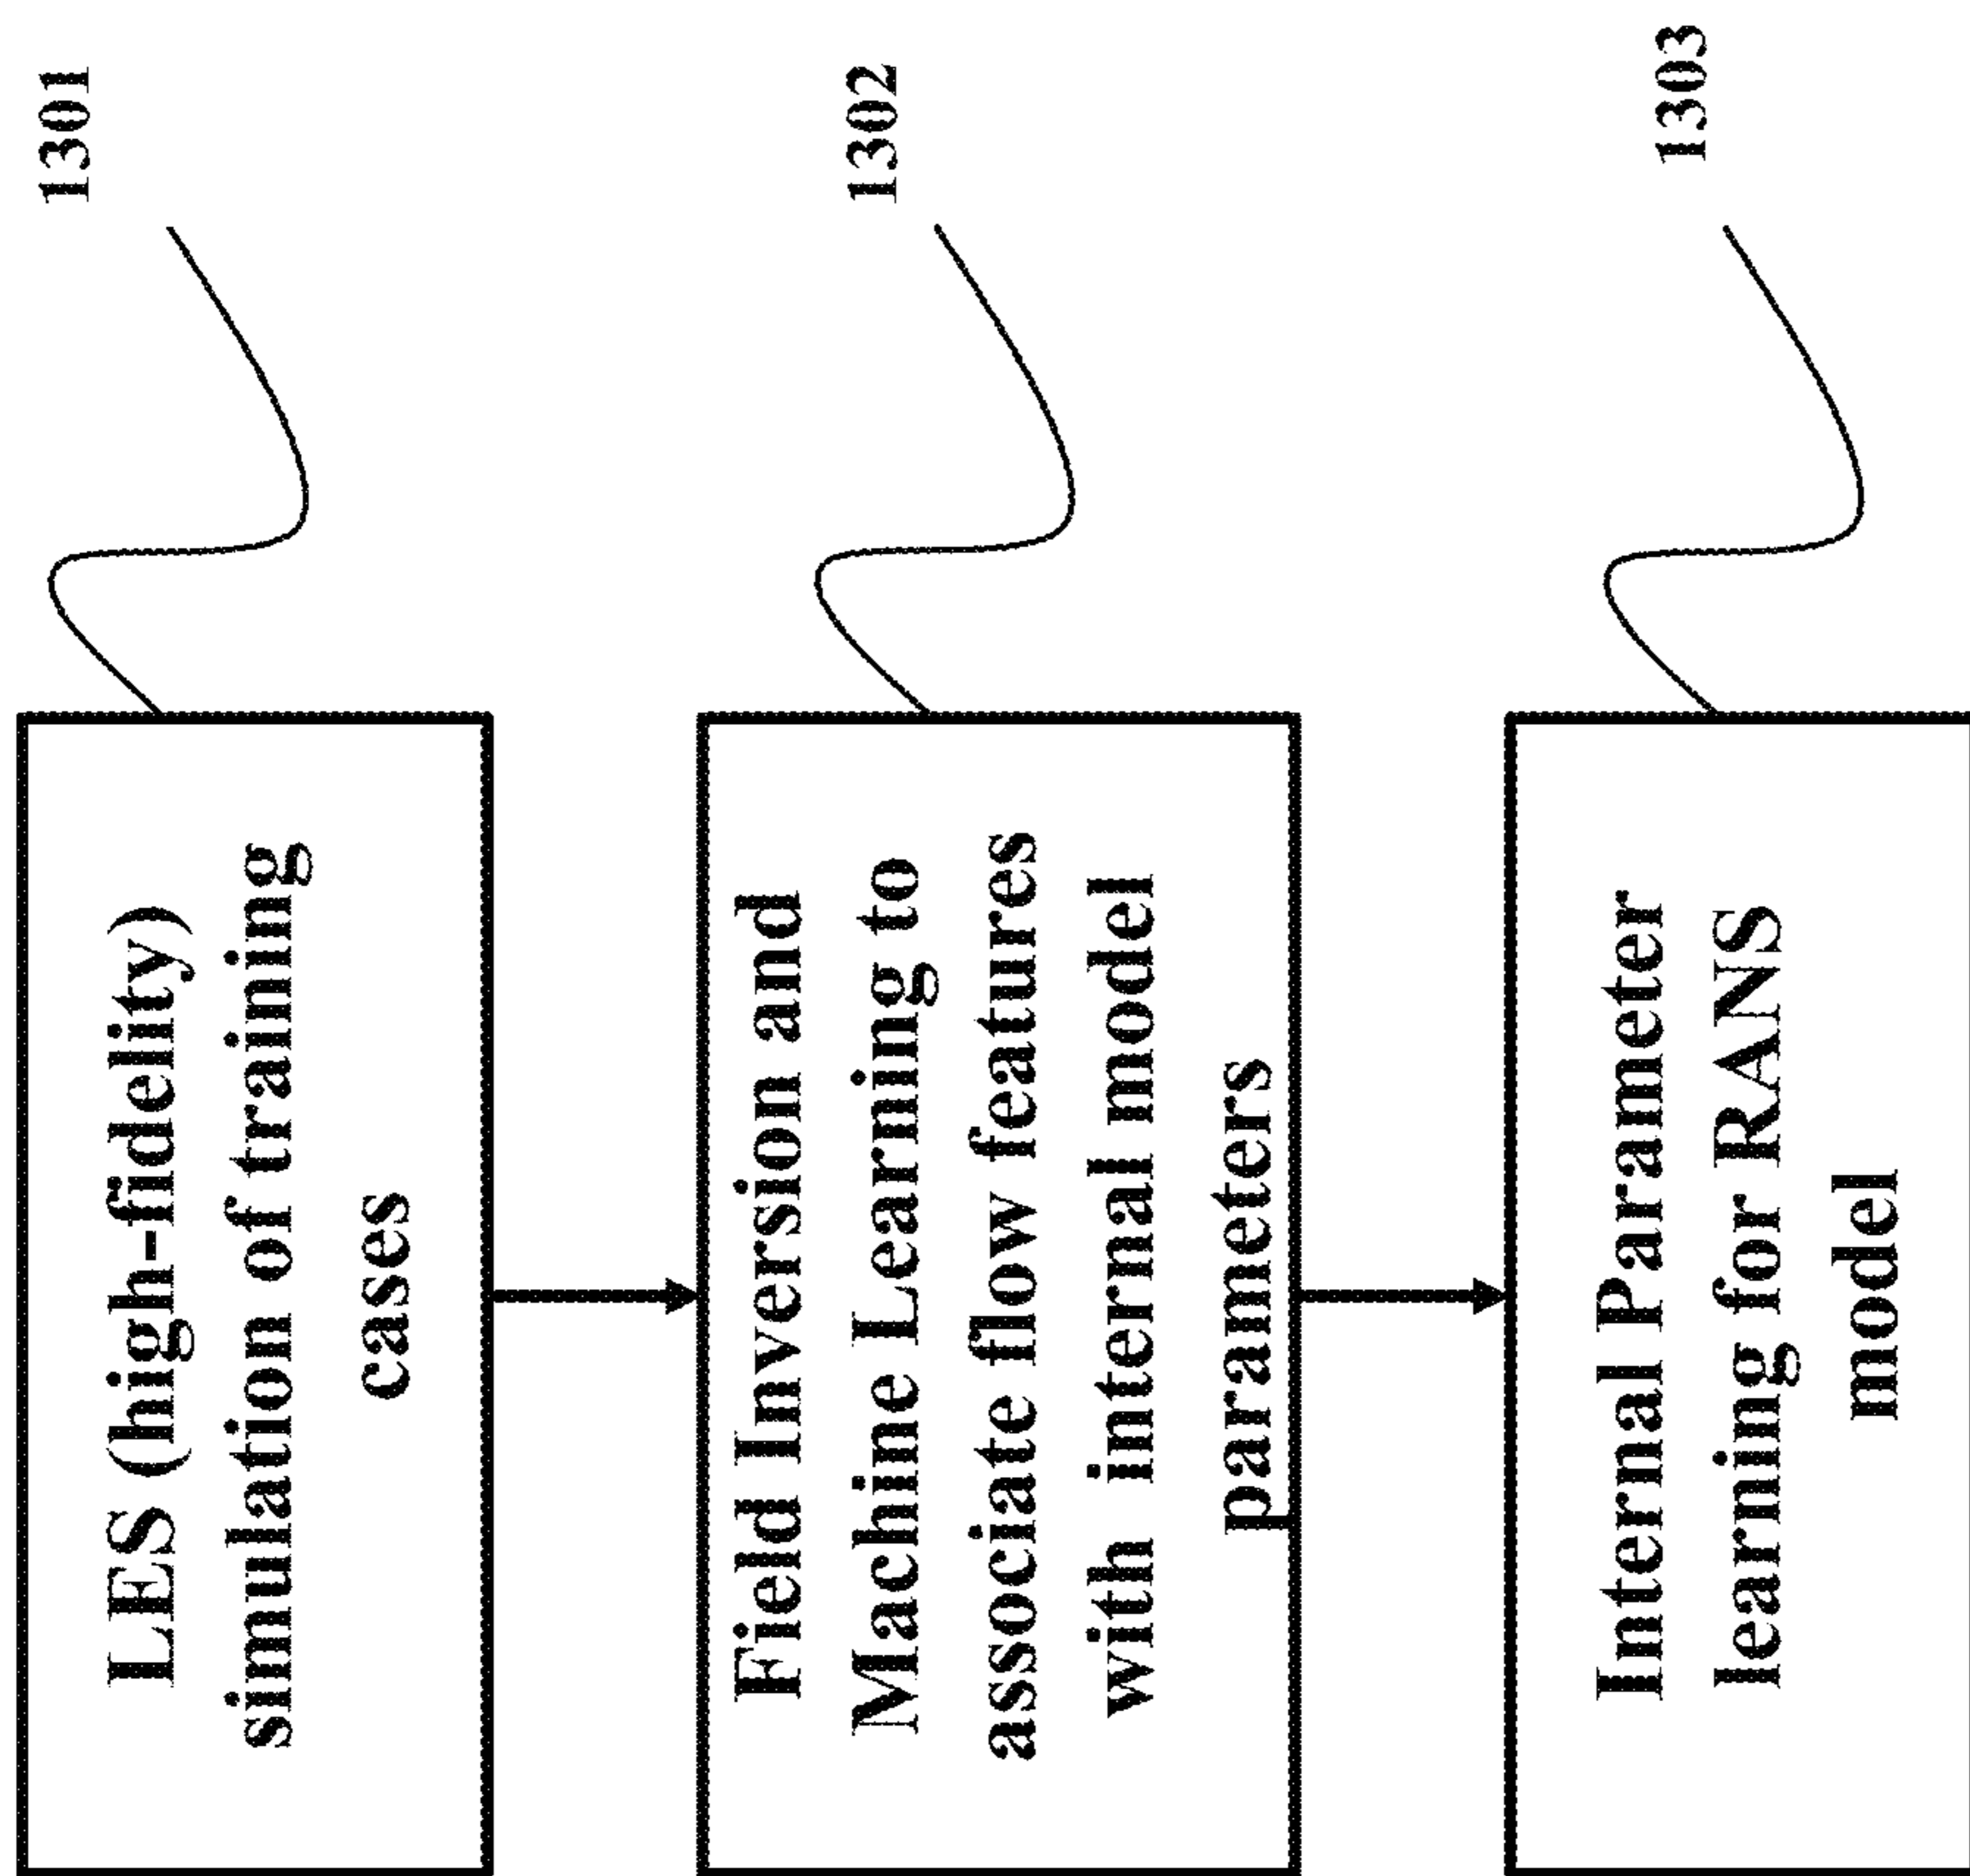 LES (high-fidelity)
simulation of training
cases
1301
Field Inversion and
Machine Learning to
associate flow features
with internal model
parameters
1302
Internal Parameter
learning for RANS
model
1303